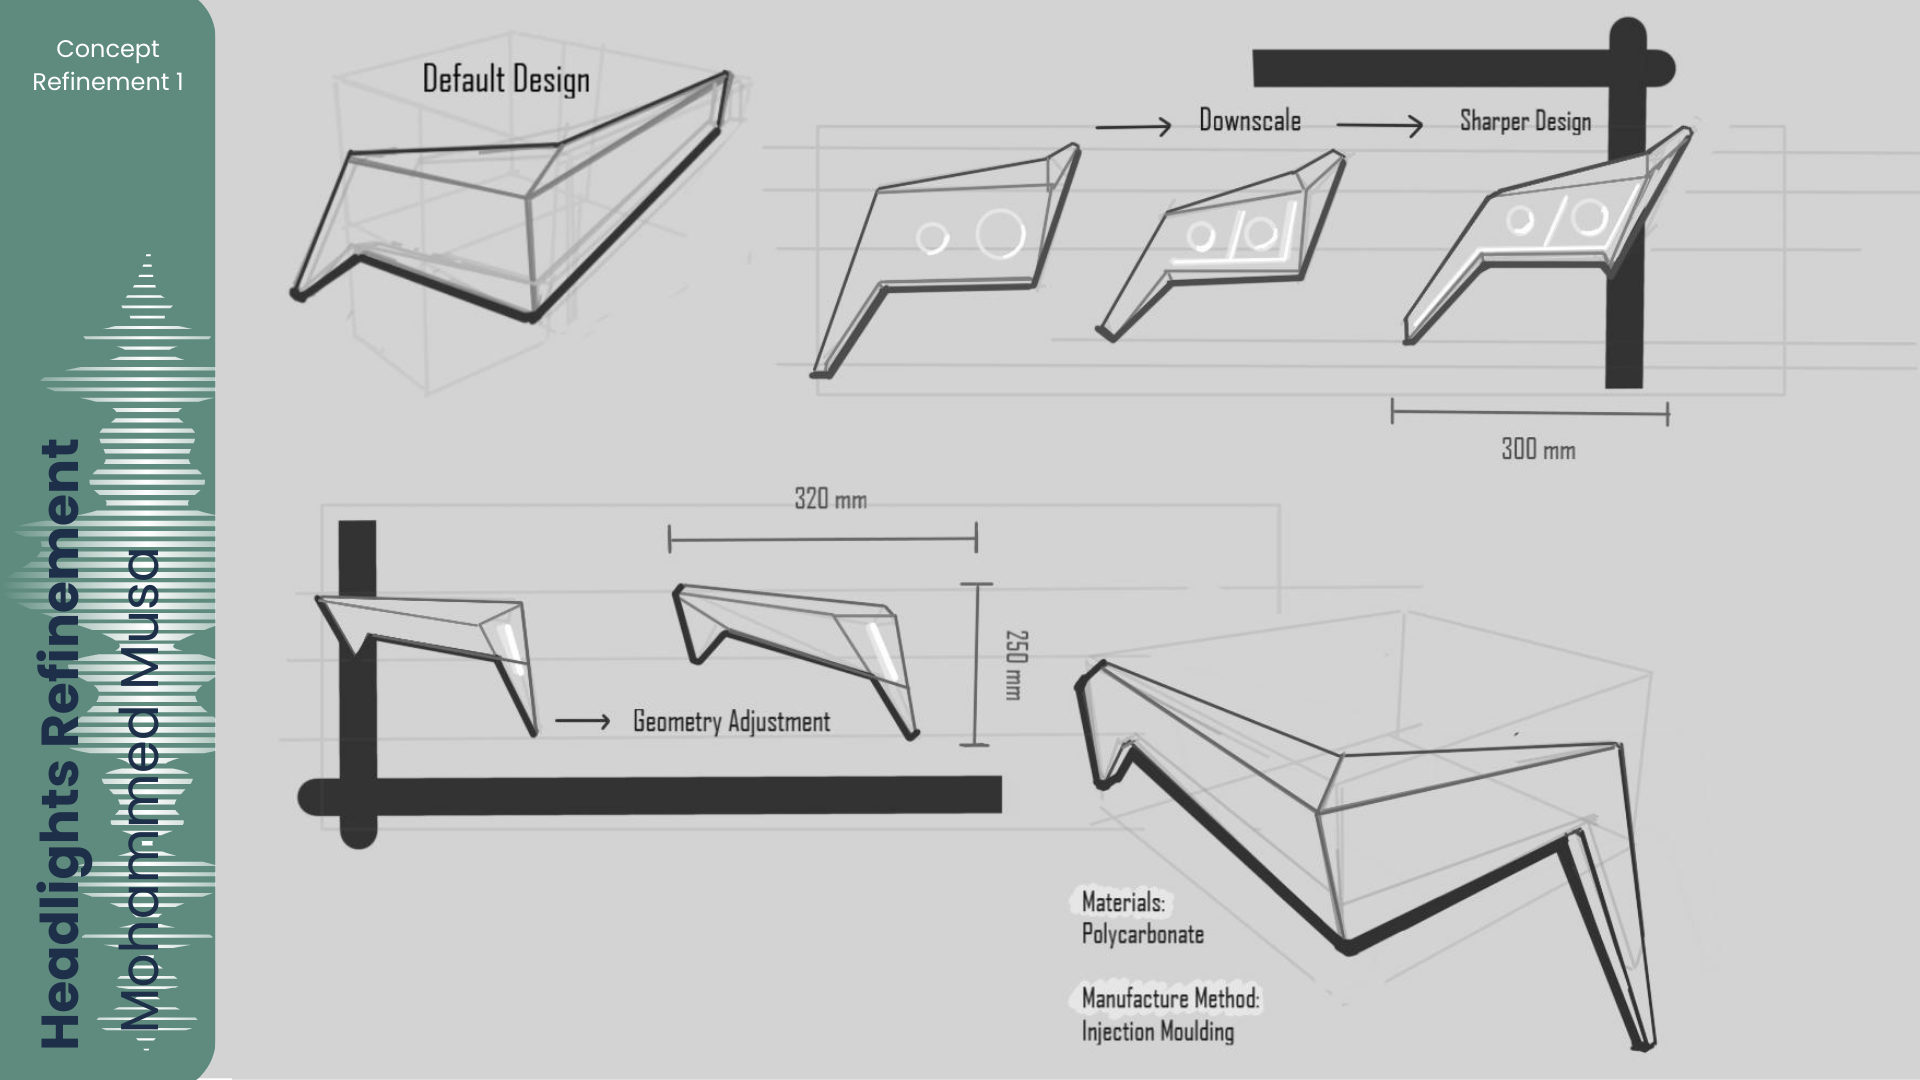 Concept
Refinement 1
Headlights Refinement
Mohammed Musa
Default Design
Downscale
Sharper Design
300 mm
320 mm
250 mm
Geometry Adjustment
Materials:
Polycarbonate
Manufacture Method:
Injection Moulding